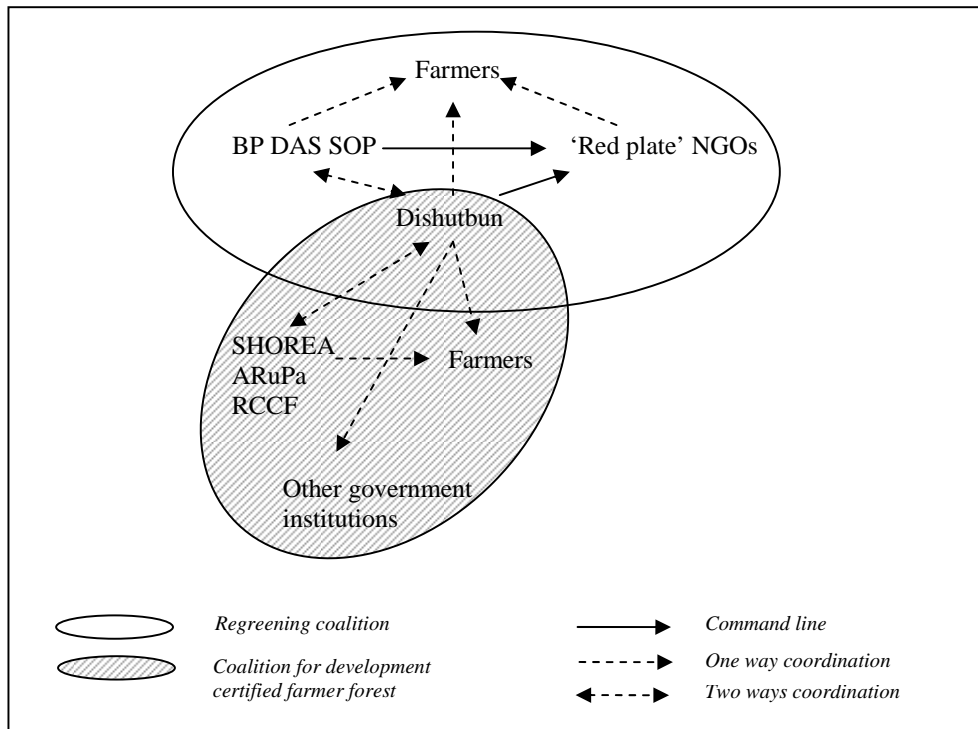 Farmers
BP DAS SOP
‘Red plate’ NGOs
Dishutbun
SHOREA
ARuPa
RCCF
Farmers
Other government
institutions
Regreening coalition
Coalition for development
certified farmer forest
Command line
One way coordination
Two ways coordination